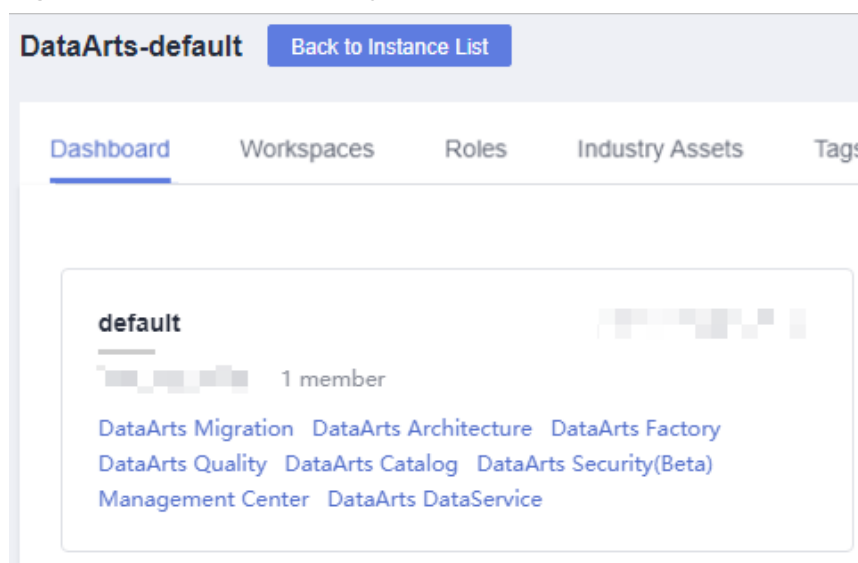 DataArts-default Back to Instance List
Dashboard Workspaces Roles Industry Assets Tags
default
1 member
DataArts Migration DataArts Architecture DataArts Factory
DataArts Quality DataArts Catalog DataArts Security(Beta)
Management Center DataArts DataService